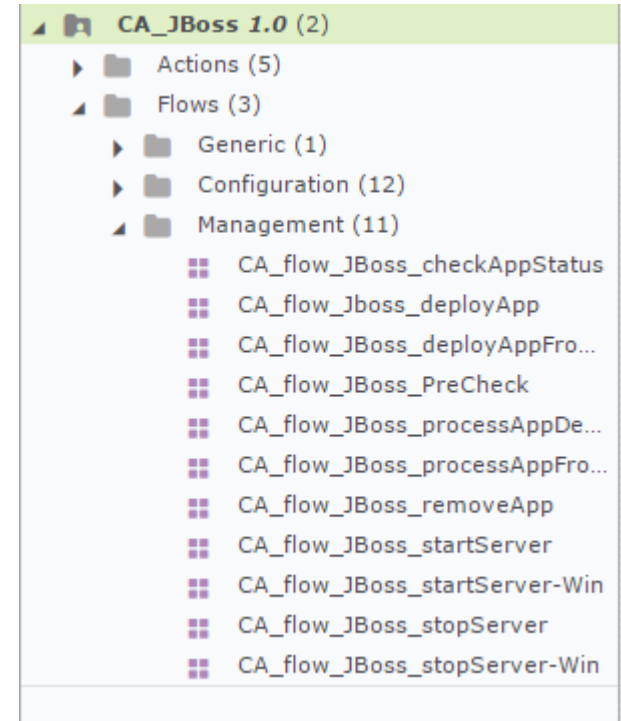 CA_JBoss 1.0 (2)
Actions (5)
Flows (3)
Generic (1)
Configuration (12)
Management (11)
CA_flow_JBoss_checkAppStatus
CA_flow_Jboss_deployApp
CA_flow_JBoss_deployAppFro...
CA_flow_JBoss_PreCheck
CA_flow_JBoss_processAppDe...
CA_flow_JBoss_processAppFro...
CA_flow_JBoss_removeApp
CA_flow_JBoss_startServer
CA_flow_JBoss_startServer-Win
CA_flow_JBoss_stopServer
CA_flow_JBoss_stopServer-Win